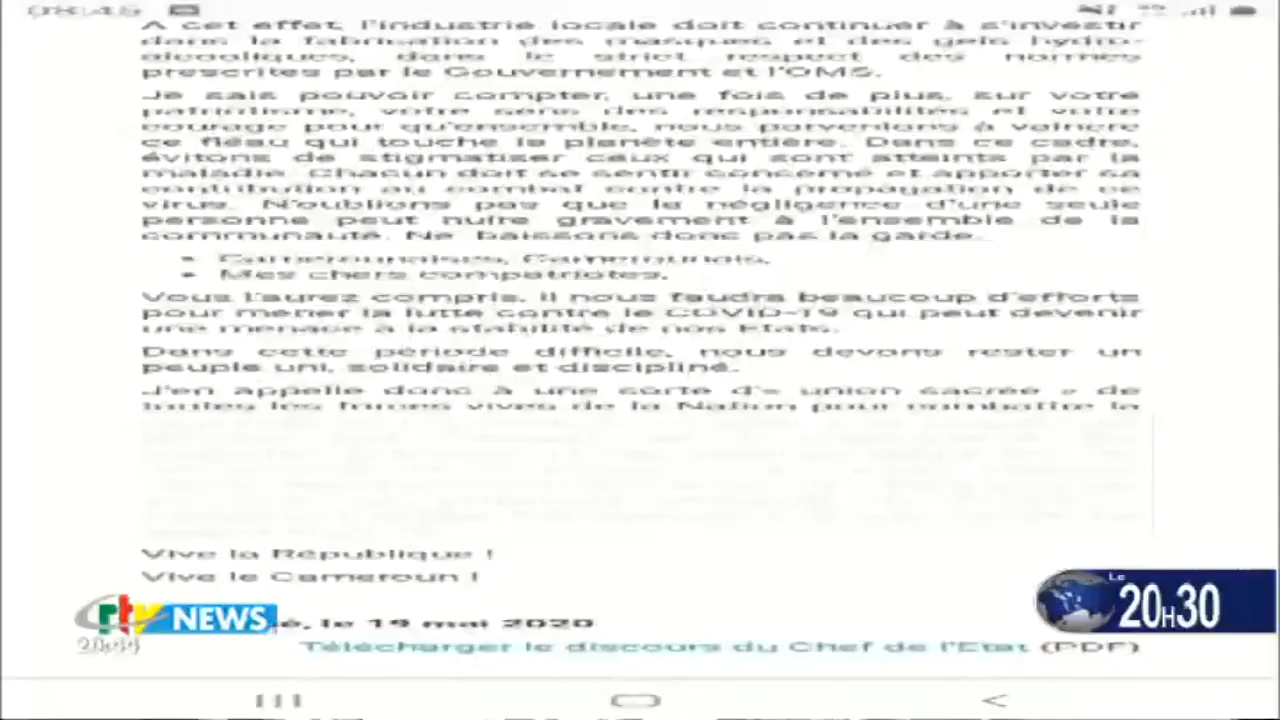 08:45
A cet effet, l'industrie locale doit continuer à s'investir
dans la fabrication des masques et des gels hydro-
alcooliques, dans le strict respect des normes
prescrites par le Gouvernement et l'OMS.
Je sais pouvoir compter, une fois de plus, sur votre
patriotisme, votre sens des responsabilités et votre
courage pour qu'ensemble, nous parvenions à vaincre
ce fléau qui touche la planète entière. Dans ce cadre,
évitons de stigmatiser ceux qui sont atteints par la
maladie. Chacun doit se sentir concerné et apporter sa
contribution au combat contre la propagation de ce
virus. N'oublions pas que la négligence d'une seule
personne peut nuire gravement à l'ensemble de la
communauté. Ne baissons donc pas la garde.
• Camerounaises, Camerounais,
• Mes chers compatriotes,
Vous l'aurez compris, il nous faudra beaucoup d'efforts
pour mener la lutte contre le COVID-19 qui peut devenir
une menace à la stabilité de nos Etats.
Dans cette période difficile, nous devons rester un
peuple uni, solidaire et discipliné.
J'en appelle donc à une sorte d'« union sacrée » de
toutes les forces vives de la Nation pour combattre la
Vive la République !
Vive le Cameroun !
é, le 19 mai 2020
Télécharger le discours du Chef de l'Etat (PDF)
crtv NEWS
Le
20H30